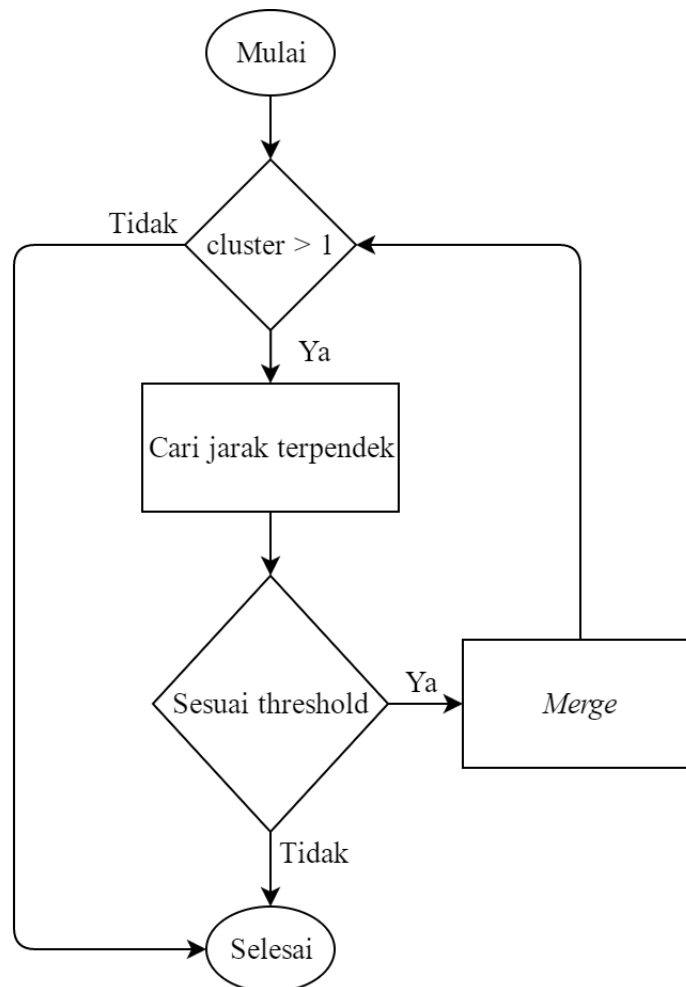 Mulai
Tidak
cluster > 1
Ya
Cari jarak terpendek
Sesuai threshold
Ya
Merge
Tidak
Selesai